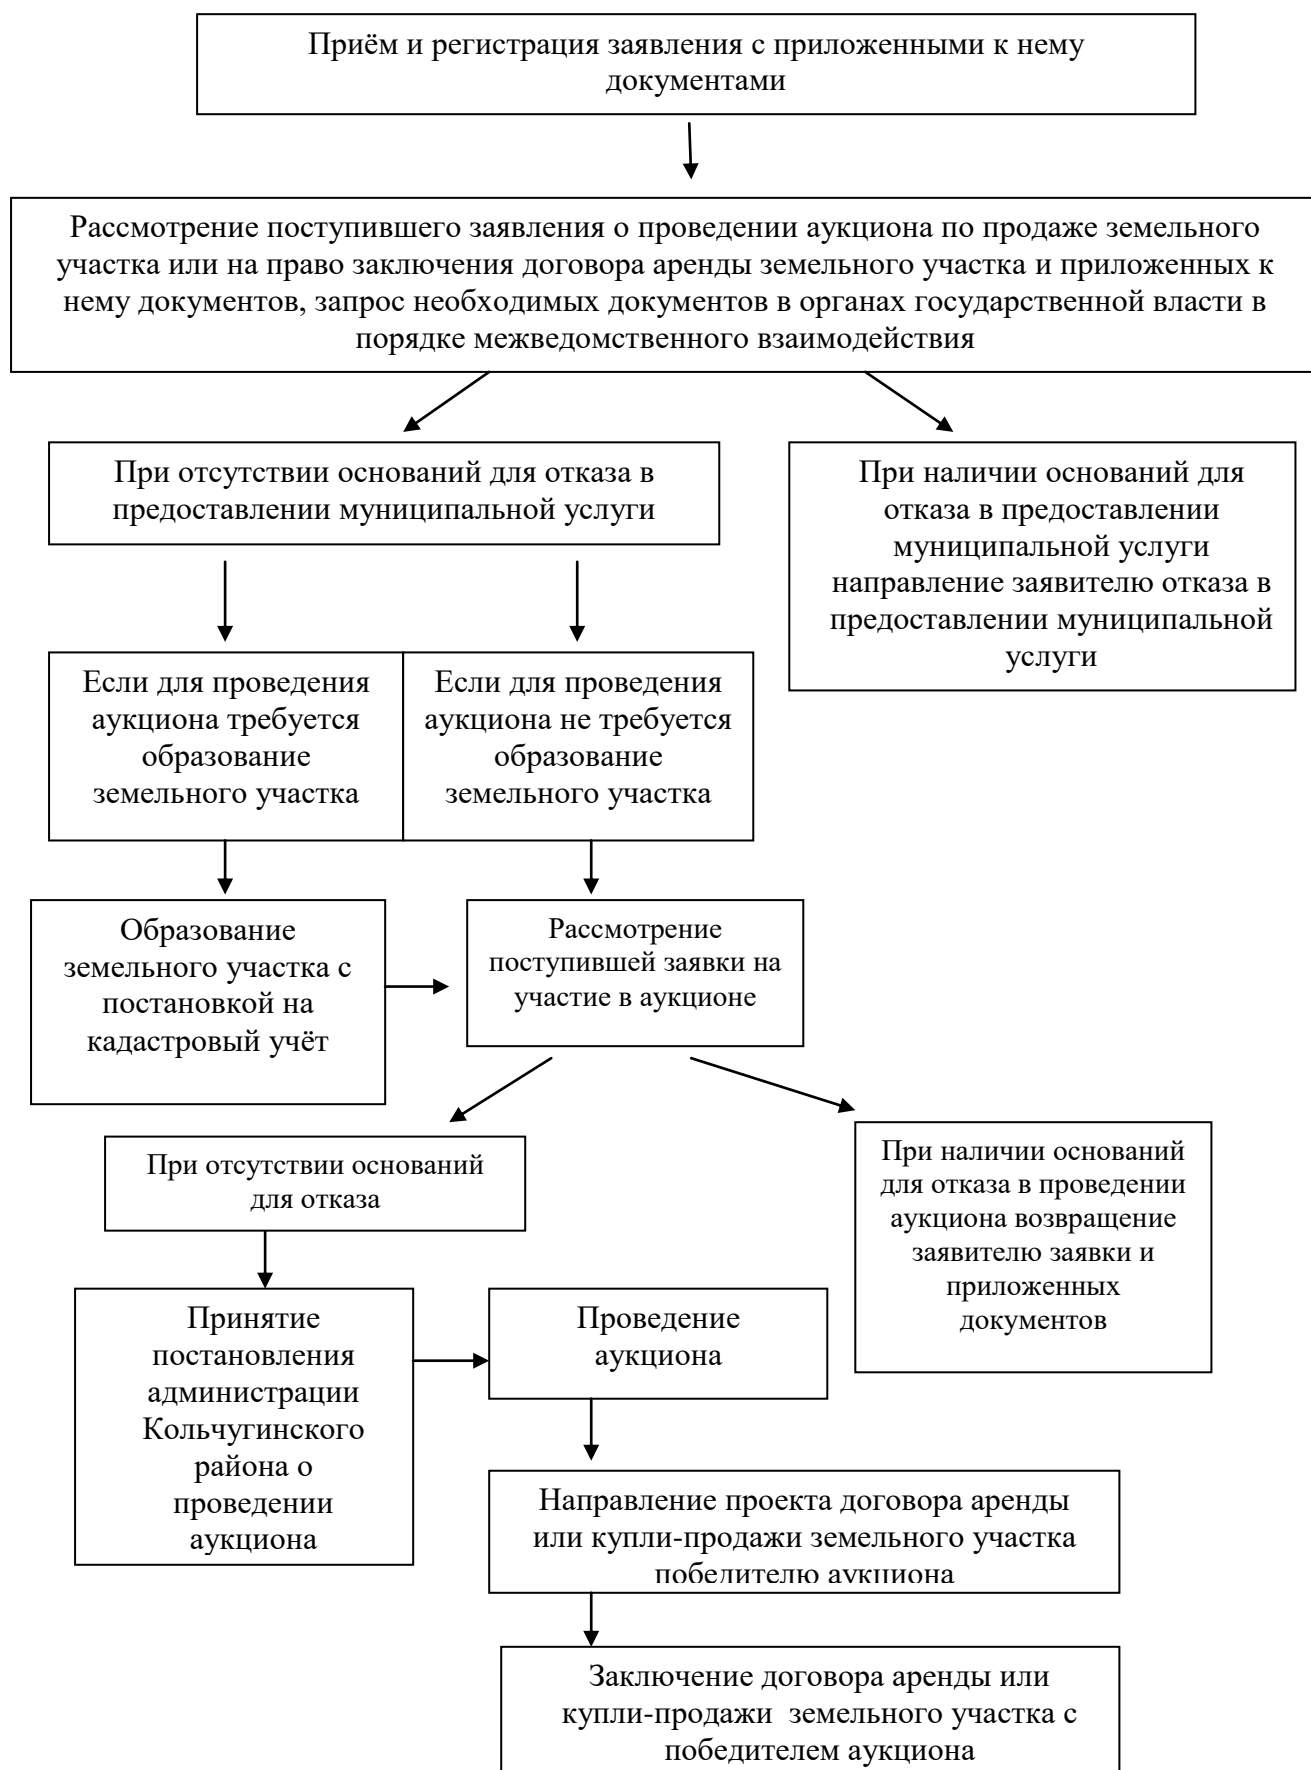 Приём и регистрация заявления с приложенными к нему
документами
Рассмотрение поступившего заявления о проведении аукциона по продаже земельного
участка или на право заключения договора аренды земельного участка и приложенных к
нему документов, запрос необходимых документов в органах государственной власти в
порядке межведомственного взаимодействия
При отсутствии оснований для отказа в
предоставлении муниципальной услуги
При наличии оснований для
отказа в предоставлении
муниципальной услуги
направление заявителю отказа в
предоставлении муниципальной
услуги
Если для проведения
аукциона требуется
образование
земельного участка
Если для проведения
аукциона не требуется
образование
земельного участка
Образование
земельного участка с
постановкой на
кадастровый учёт
Рассмотрение
поступившей заявки на
участие в аукционе
При отсутствии оснований
для отказа
При наличии оснований
для отказа в проведении
аукциона возвращение
заявителю заявки и
приложенных
документов
Принятие
постановления
администрации
Кольчугинского
района о
проведении
аукциона
Проведение
аукциона
Направление проекта договора аренды
или купли-продажи земельного участка
победителю аукциона
Заключение договора аренды или
купли-продажи земельного участка с
победителем аукциона